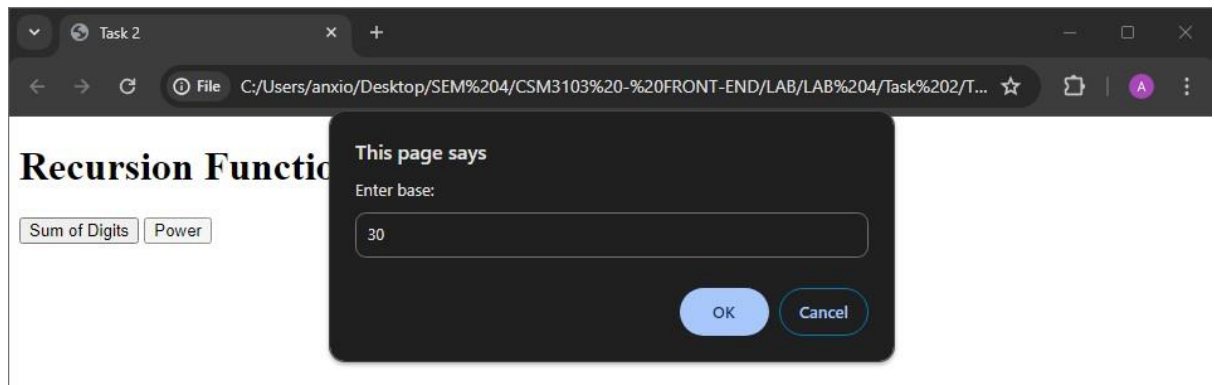 Task 2
File C:/Users/anxio/Desktop/SEM%204/CSM3103%20-%20FRONT-END/LAB/LAB%204/Task%202/T...
A
This page says
Recursion Functio
Enter base:
Sum of Digits Power
30
OK Cancel